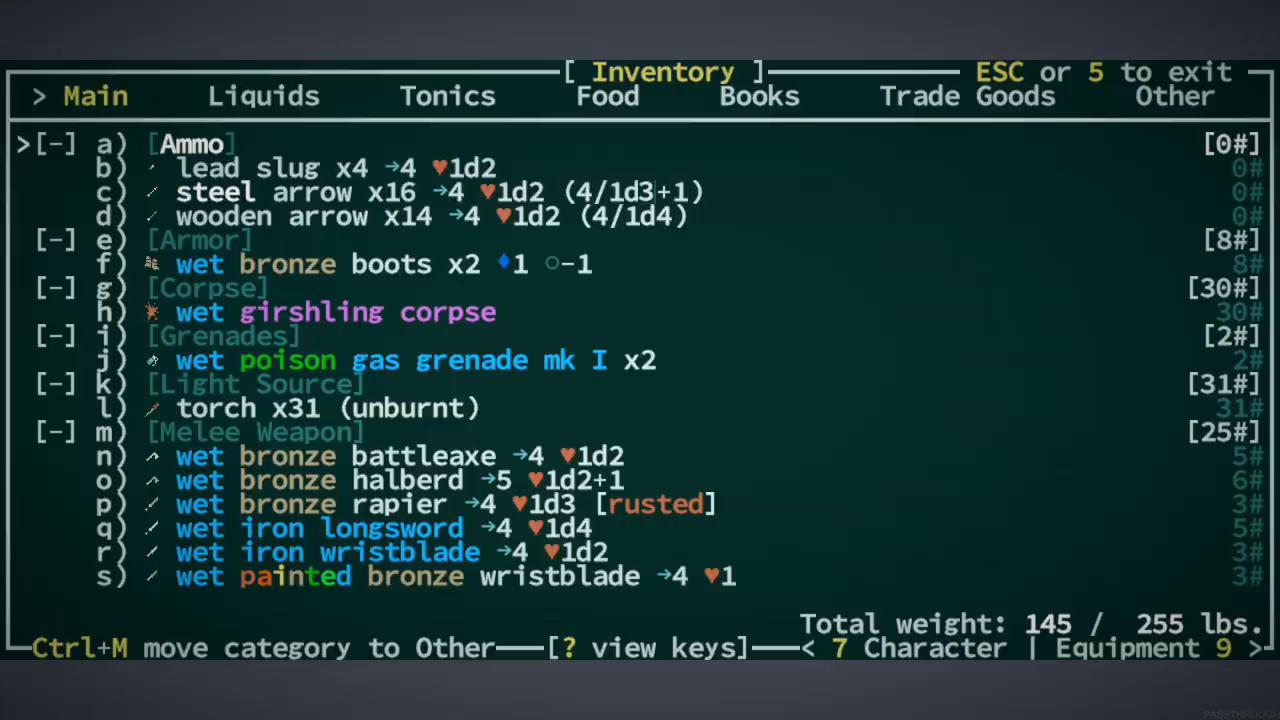 [ Inventory ] ESC or 5 to exit
> Main Liquids Tonics Food Books Trade Goods Other
>[-] a) [Ammo] [0#]
b) lead slug x4 →4 ♥1d2 0#
c) steel arrow x16 →4 ♥1d2 (4/1d3+1) 0#
d) wooden arrow x14 →4 ♥1d2 (4/1d4) 0#
[-] e) [Armor] [8#]
f) wet bronze boots x2 ♦1 ○-1 8#
[-] g) [Corpse] [30#]
h) wet girshling corpse 30#
[-] i) [Grenades] [2#]
j) wet poison gas grenade mk I x2 2#
[-] k) [Light Source] [31#]
l) torch x31 (unburnt) 31#
[-] m) [Melee Weapon] [25#]
n) wet bronze battleaxe →4 ♥1d2 5#
o) wet bronze halberd →5 ♥1d2+1 6#
p) wet bronze rapier →4 ♥1d3 [rusted] 3#
q) wet iron longsword →4 ♥1d4 5#
r) wet iron wristblade →4 ♥1d2 3#
s) wet painted bronze wristblade →4 ♥1 3#
Total weight: 145 / 255 lbs.
Ctrl+M move category to Other [? view keys] < 7 Character | Equipment 9 >